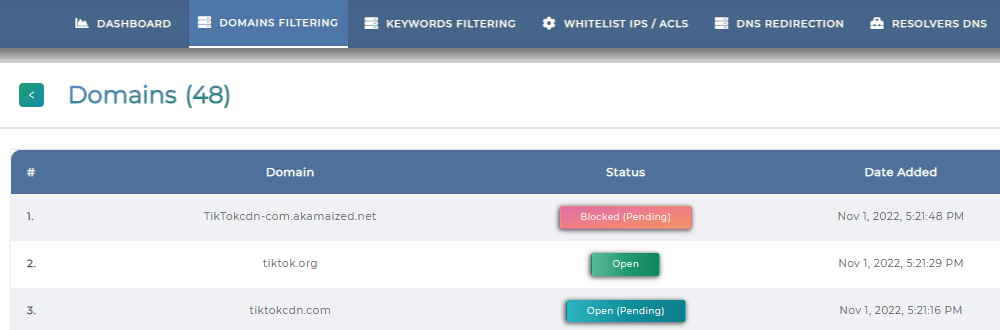 DASHBOARD DOMAINS FILTERING KEYWORDS FILTERING WHITELIST IPS / ACLS DNS REDIRECTION RESOLVERS DNS
< Domains (48)
# Domain Status Date Added
1. TikTokcdn-com.akamaized.net Blocked (Pending) Nov 1, 2022, 5:21:48 PM
2. tiktok.org Open Nov 1, 2022, 5:21:29 PM
3. tiktokcdn.com Open (Pending) Nov 1, 2022, 5:21:16 PM